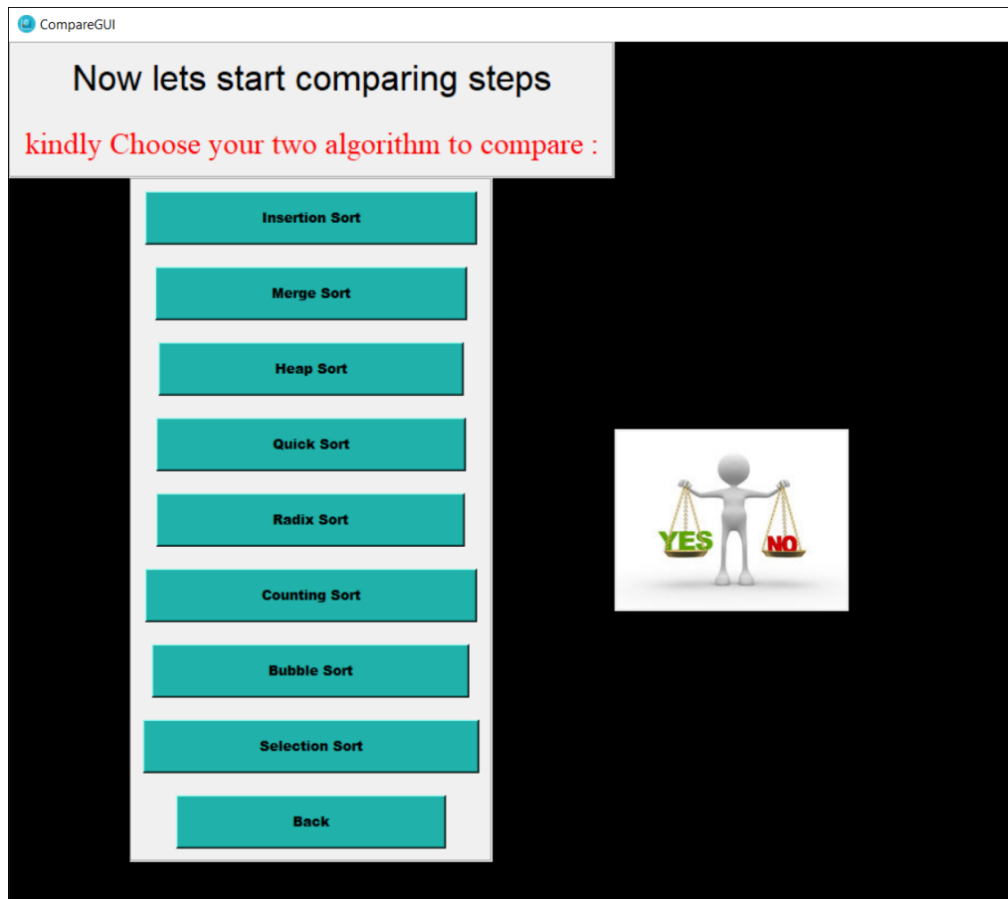 CompareGUI
Now lets start comparing steps
kindly Choose your two algorithm to compare :
Insertion Sort
Merge Sort
Heap Sort
Quick Sort
Radix Sort
Counting Sort
Bubble Sort
Selection Sort
Back
YES
NO